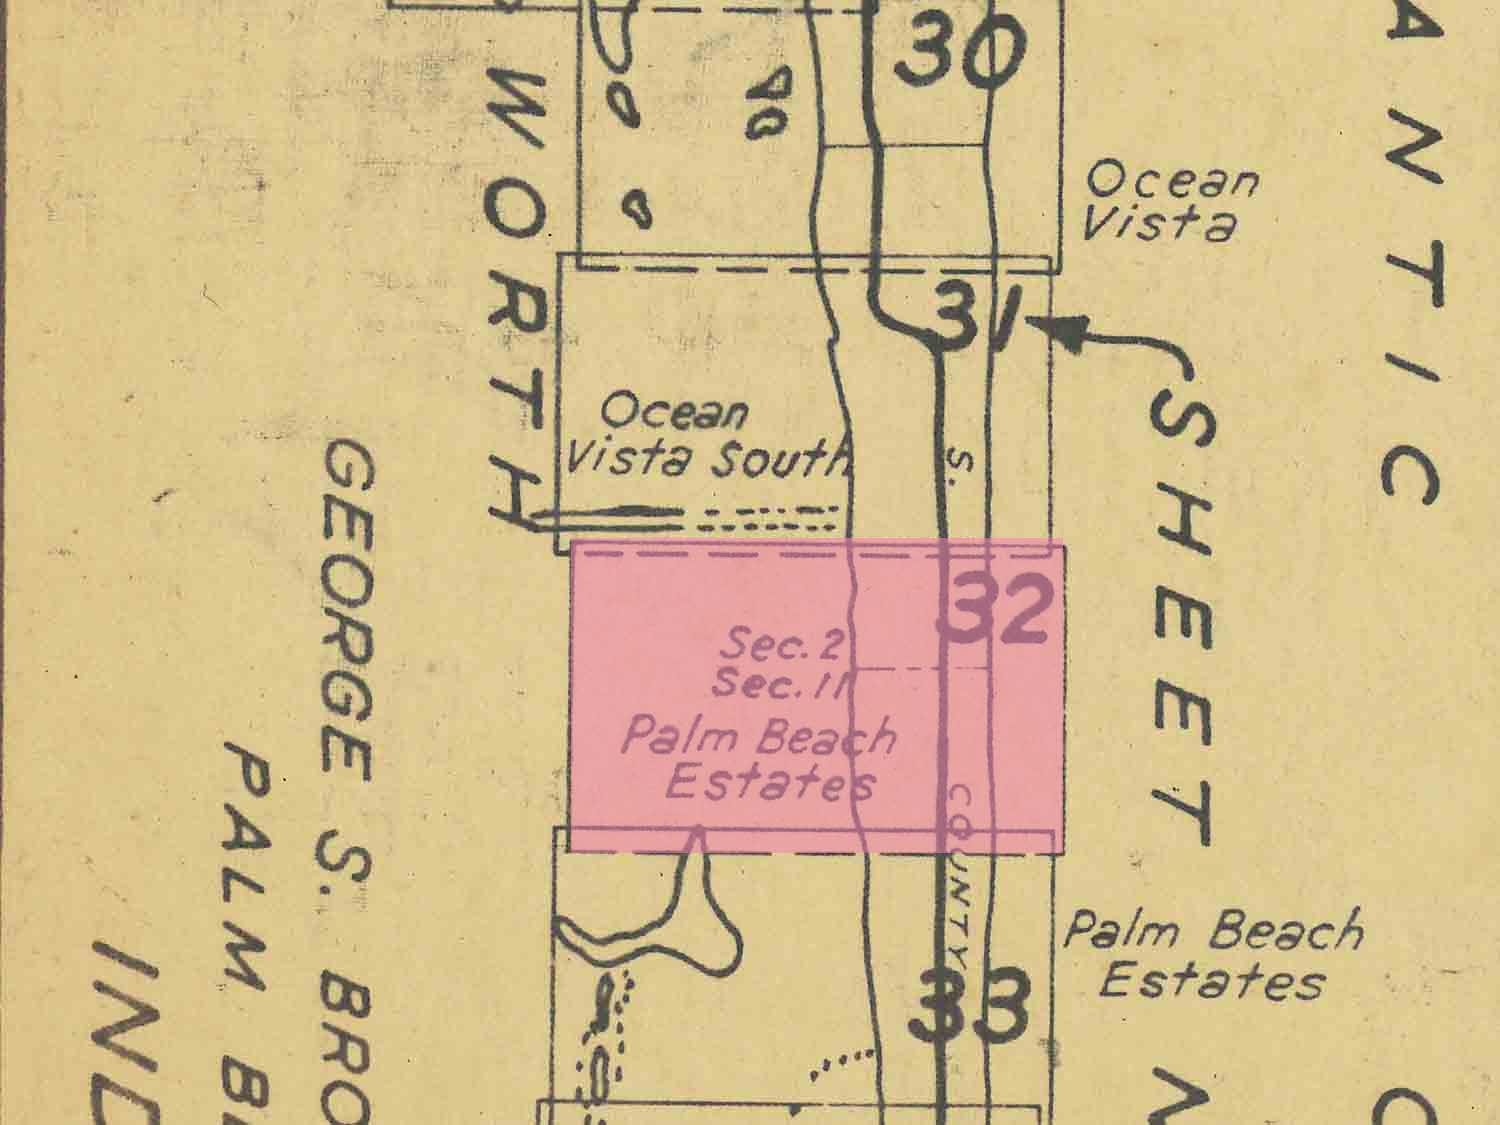 30
WORTH
ANTIC
Ocean
Vista
31
Ocean
Vista South
S.
SHEET
32
Sec. 2
Sec. 11
Palm Beach
Estates
COUNTY
GEORGE S. BRO
PALM B
IND
Palm Beach
Estates
33
N
O